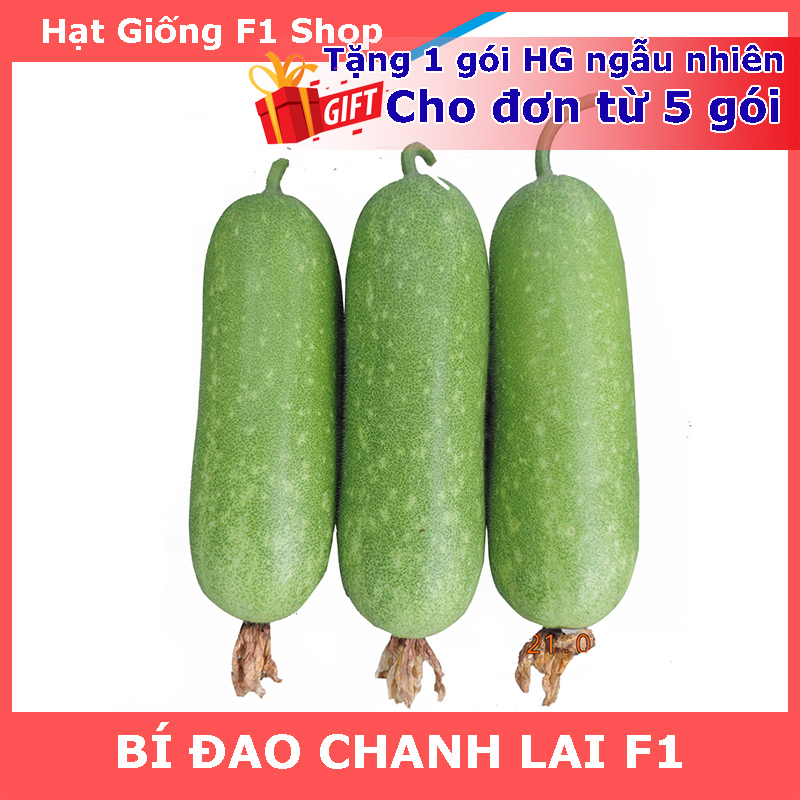 Hạt Giống F1 Shop
Tặng 1 gói HG ngẫu nhiên
GIFT
Cho đơn từ 5 gói
21.0
BÍ ĐAO CHANH LAI F1